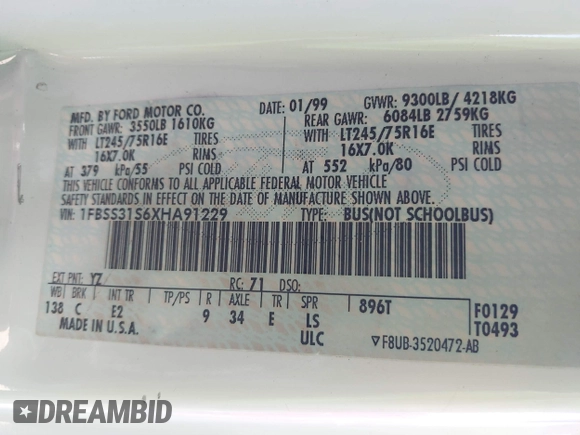 MFD. BY FORD MOTOR CO. DATE: 01/99 GVWR: 9300LB/ 4218KG
FRONT GAWR: 3550LB 1610KG REAR GAWR: 6084LB 2759KG
WITH LT245/75R16E TIRES WITH LT245/75R16E TIRES
16X7.0K RIMS 16X7.0K RIMS
AT 379 kPa/55 PSI COLD AT 552 kPa/80 PSI COLD
THIS VEHICLE CONFORMS TO ALL APPLICABLE FEDERAL MOTOR VEHICLE
SAFETY STANDARDS IN EFFECT ON THE DATE OF MANUFACTURE SHOWN ABOVE.
VIN: 1FBSS31S6XHA91229 TYPE: BUS(NOT SCHOOLBUS)
EXT PNT: YZ RC: 71 DSO:
WB BRK INT TR TP/PS R AXLE TR SPR 896T F0129
138 C E2 9 34 E LS T0493
MADE IN U.S.A. ULC ▽F8UB-3520472-AB
DREAMBID